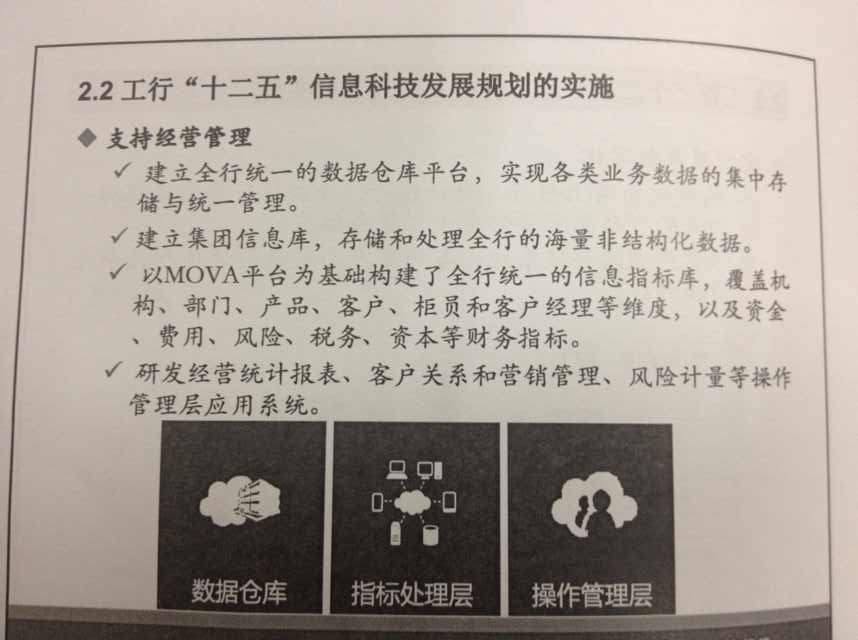 2.2 工行“十二五”信息科技发展规划的实施
◆ 支持经营管理
✓ 建立全行统一的数据仓库平台，实现各类业务数据的集中存
储与统一管理。
✓ 建立集团信息库，存储和处理全行的海量非结构化数据。
✓ 以MOVA平台为基础构建了全行统一的信息指标库，覆盖机
构、部门、产品、客户、柜员和客户经理等维度，以及资金
、费用、风险、税务、资本等财务指标。
✓ 研发经营统计报表、客户关系和营销管理、风险计量等操作
管理层应用系统。
数据仓库
指标处理层
操作管理层